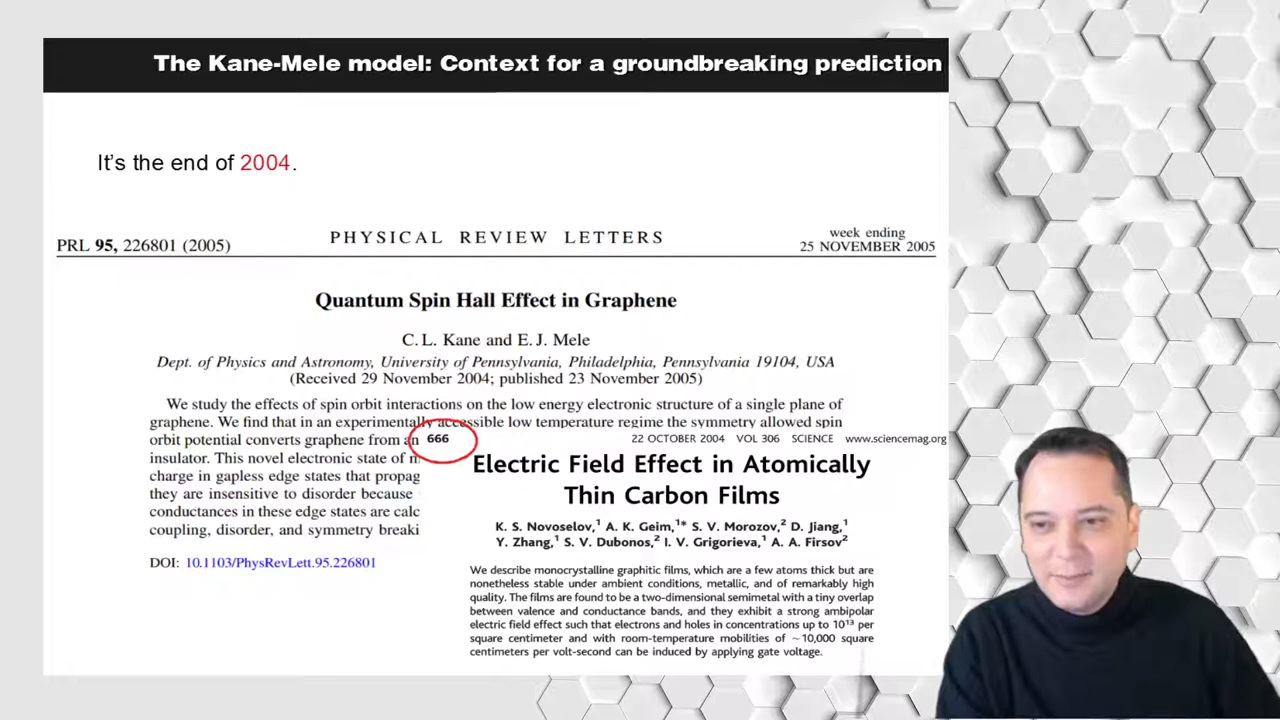 The Kane-Mele model: Context for a groundbreaking prediction
It's the end of 2004.
PRL 95, 226801 (2005)
PHYSICAL REVIEW LETTERS
week ending
25 NOVEMBER 2005
Quantum Spin Hall Effect in Graphene
C. L. Kane and E. J. Mele
Dept. of Physics and Astronomy, University of Pennsylvania, Philadelphia, Pennsylvania 19104, USA
(Received 29 November 2004; published 23 November 2005)
We study the effects of spin orbit interactions on the low energy electronic structure of a single plane of
graphene. We find that in an experimentally accessible low temperature regime the symmetry allowed spin
orbit potential converts graphene from an
insulator. This novel electronic state of
charge in gapless edge states that propag
they are insensitive to disorder because
conductances in these edge states are calc
coupling, disorder, and symmetry breaki
DOI: 10.1103/PhysRevLett.95.226801
666
22 OCTOBER 2004 VOL 306 SCIENCE www.sciencemag.org
Electric Field Effect in Atomically
Thin Carbon Films
K. S. Novoselov,¹ A. K. Geim,¹* S. V. Morozov,² D. Jiang,¹
Y. Zhang,¹ S. V. Dubonos,² I. V. Grigorieva,¹ A. A. Firsov²
We describe monocrystalline graphitic films, which are a few atoms thick but are
nonetheless stable under ambient conditions, metallic, and of remarkably high
quality. The films are found to be a two-dimensional semimetal with a tiny overlap
between valence and conductance bands, and they exhibit a strong ambipolar
electric field effect such that electrons and holes in concentrations up to 10¹³ per
square centimeter and with room-temperature mobilities of ~10,000 square
centimeters per volt-second can be induced by applying gate voltage.